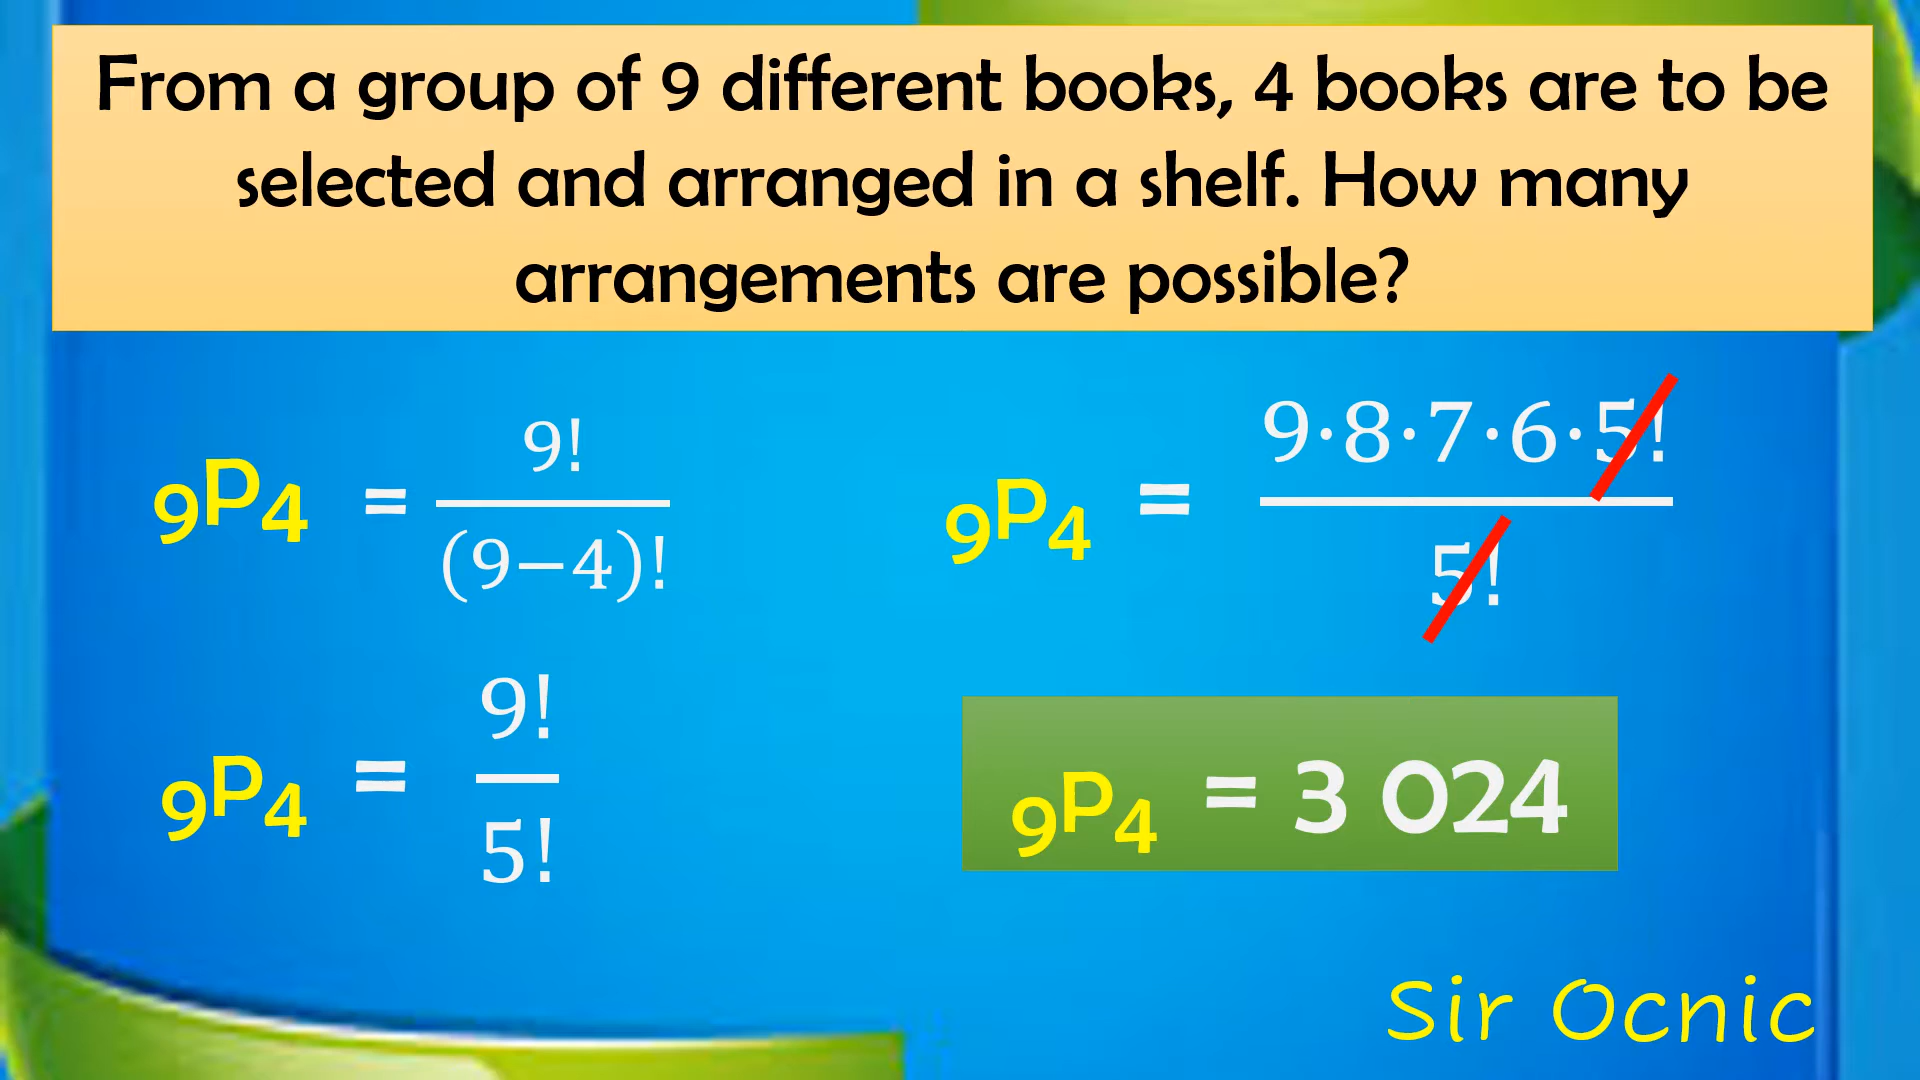 From a group of 9 different books, 4 books are to be
selected and arranged in a shelf. How many
arrangements are possible?
₉P₄ = 9! / (9−4)!
₉P₄ = 9·8·7·6·5! / 5!
₉P₄ = 9! / 5!
₉P₄ = 3 024
Sir Ocnic